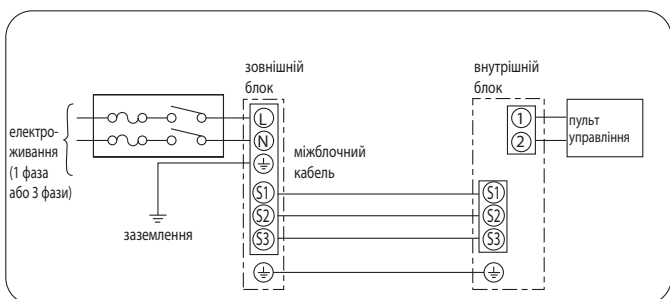 зовнішній
блок
внутрішній
блок
електро-
живання
(1 фаза
або 3 фази)
L
N
заземлення
міжблочний
кабель
S1
S2
S3
1
2
пульт
управління
S1
S2
S3